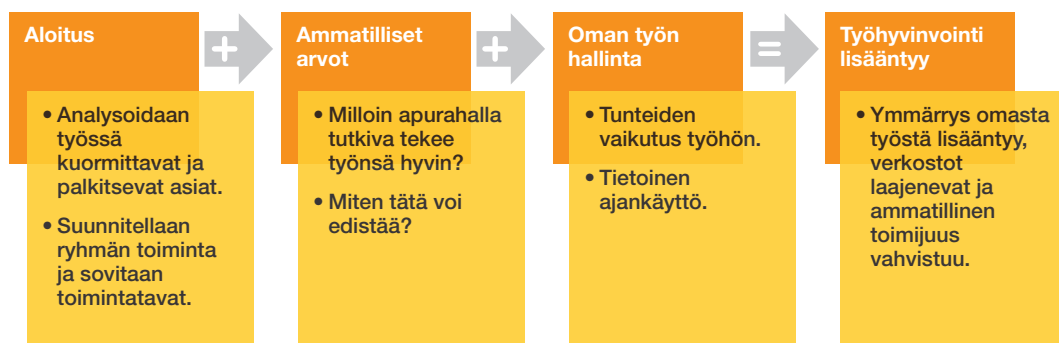 Aloitus
• Analysoidaan
työssä
kuormittavat ja
palkitsevat asiat.
• Suunnitellaan
ryhmän toiminta
ja sovitaan
toimintatavat.
+
Ammatilliset
arvot
• Milloin apurahalla
tutkiva tekee
työnsä hyvin?
• Miten tätä voi
edistää?
+
Oman työn
hallinta
• Tunteiden
vaikutus työhön.
• Tietoinen
ajankäyttö.
=
Työhyvinvointi
lisääntyy
• Ymmärrys omasta
työstä lisääntyy,
verkostot
laajenevat ja
ammatillinen
toimijuus
vahvistuu.